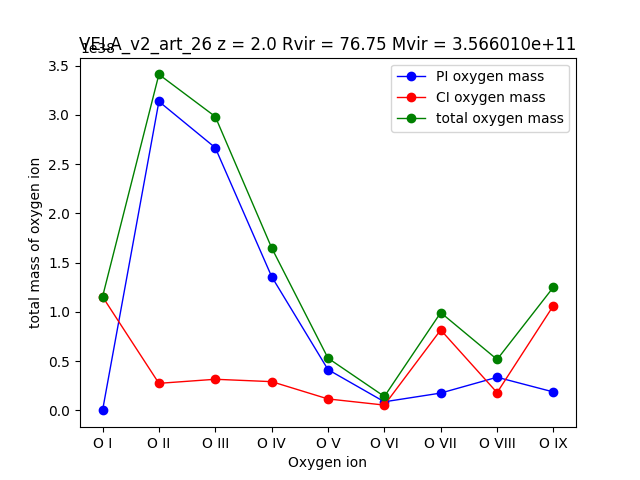 VELA_v2_art_26 z = 2.0 Rvir = 76.75 Mvir = 3.566010e+11
1e38
PI oxygen mass
CI oxygen mass
total oxygen mass
3.5
3.0
2.5
2.0
1.5
1.0
0.5
0.0
total mass of oxygen ion
O I O II O III O IV O V O VI O VII O VIII O IX
Oxygen ion